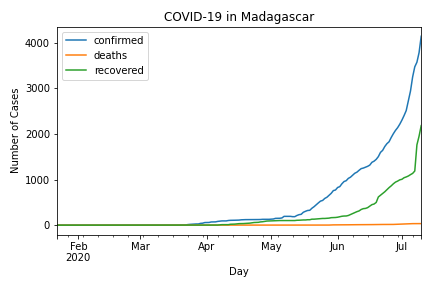 COVID-19 in Madagascar
confirmed
deaths
recovered
Number of Cases
4000
3000
2000
1000
0
Feb Mar Apr May Jun Jul
2020
Day